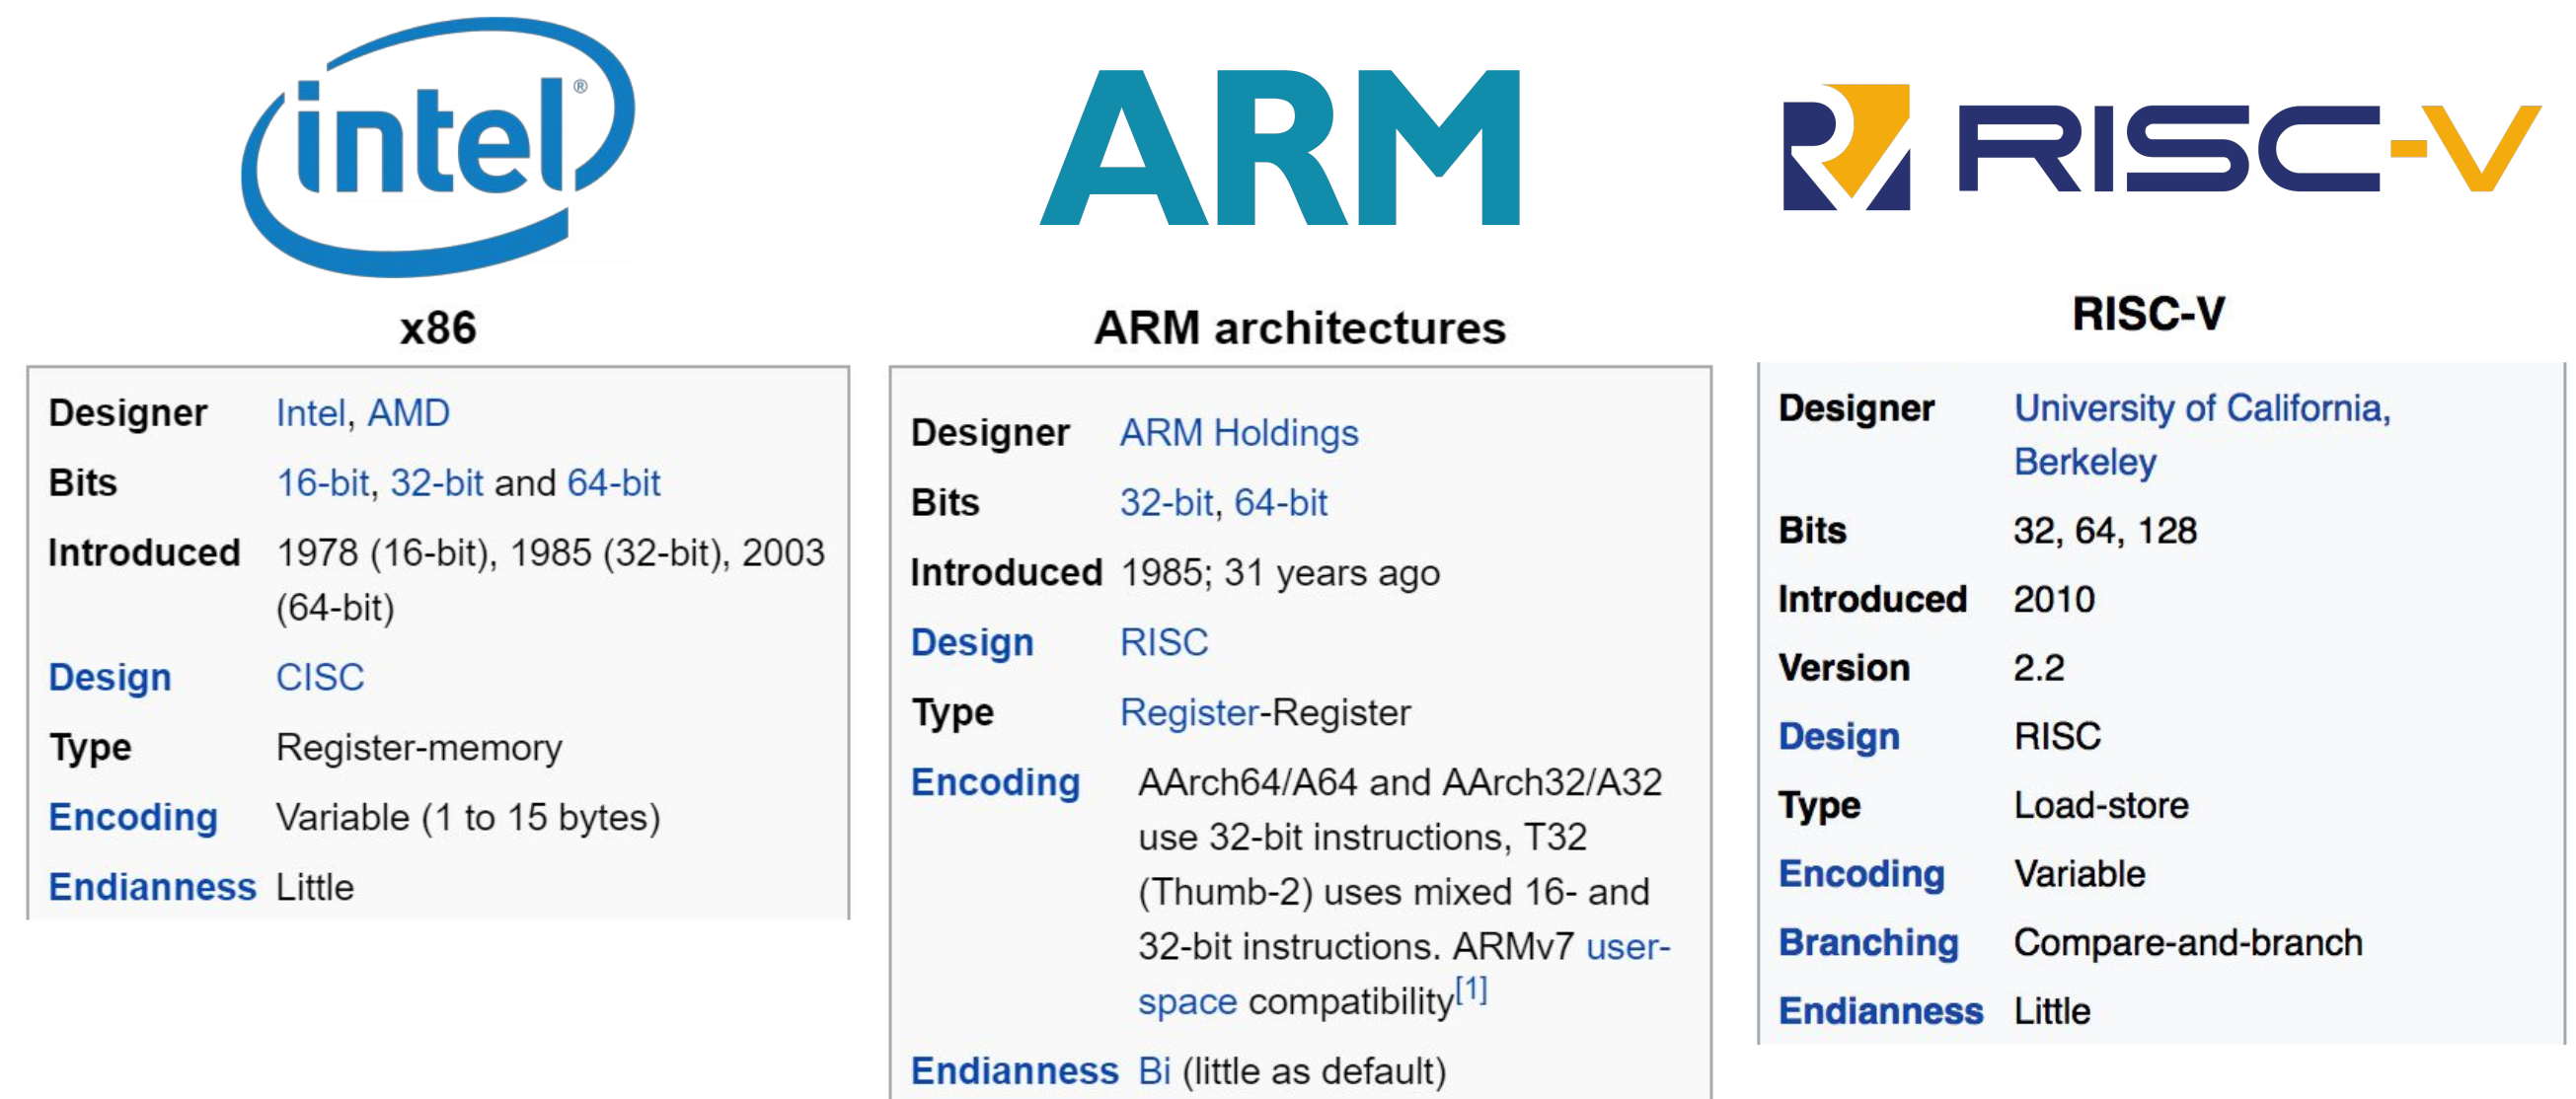 intel®
ARM
RISC-V
x86
Designer Intel, AMD
Bits 16-bit, 32-bit and 64-bit
Introduced 1978 (16-bit), 1985 (32-bit), 2003
(64-bit)
Design CISC
Type Register-memory
Encoding Variable (1 to 15 bytes)
Endianness Little
ARM architectures
Designer ARM Holdings
Bits 32-bit, 64-bit
Introduced 1985; 31 years ago
Design RISC
Type Register-Register
Encoding AArch64/A64 and AArch32/A32
use 32-bit instructions, T32
(Thumb-2) uses mixed 16- and
32-bit instructions. ARMv7 user-
space compatibility[1]
Endianness Bi (little as default)
RISC-V
Designer University of California,
Berkeley
Bits 32, 64, 128
Introduced 2010
Version 2.2
Design RISC
Type Load-store
Encoding Variable
Branching Compare-and-branch
Endianness Little